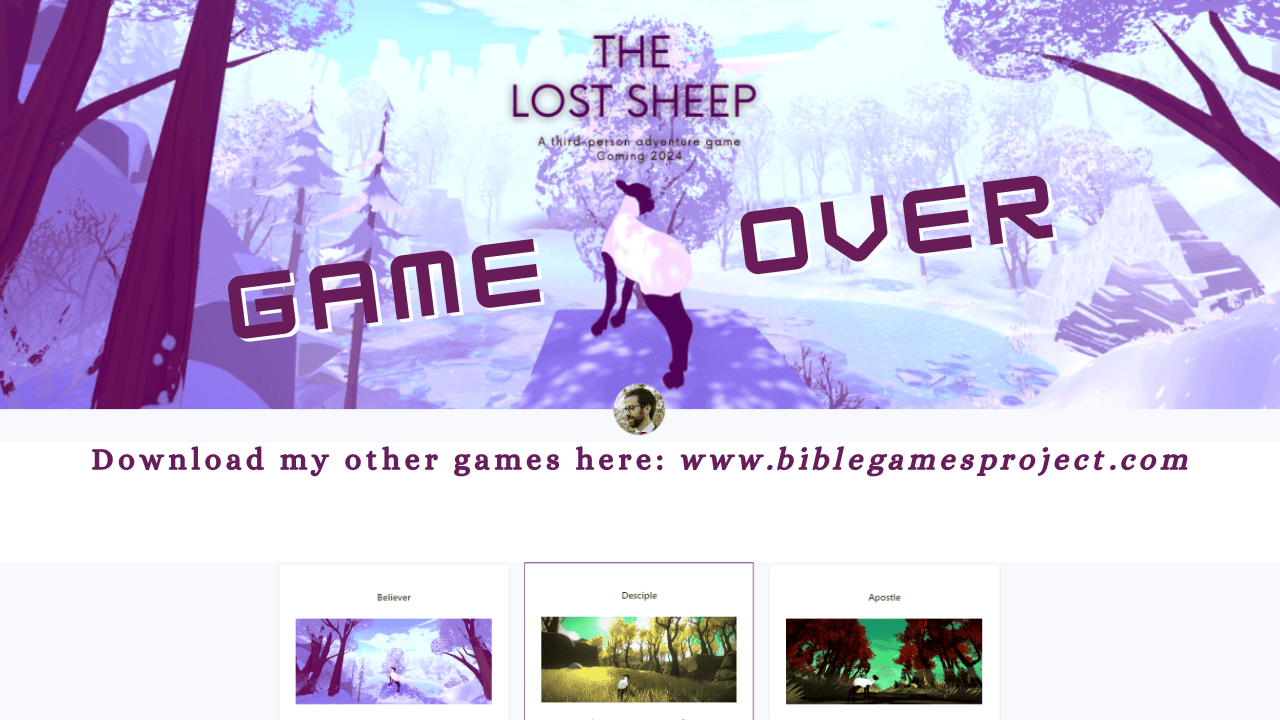 THE
LOST SHEEP
A third-person adventure game
Coming 2024
GAME OVER
Download my other games here: www.biblegamesproject.com
Believer
Desciple
Apostle